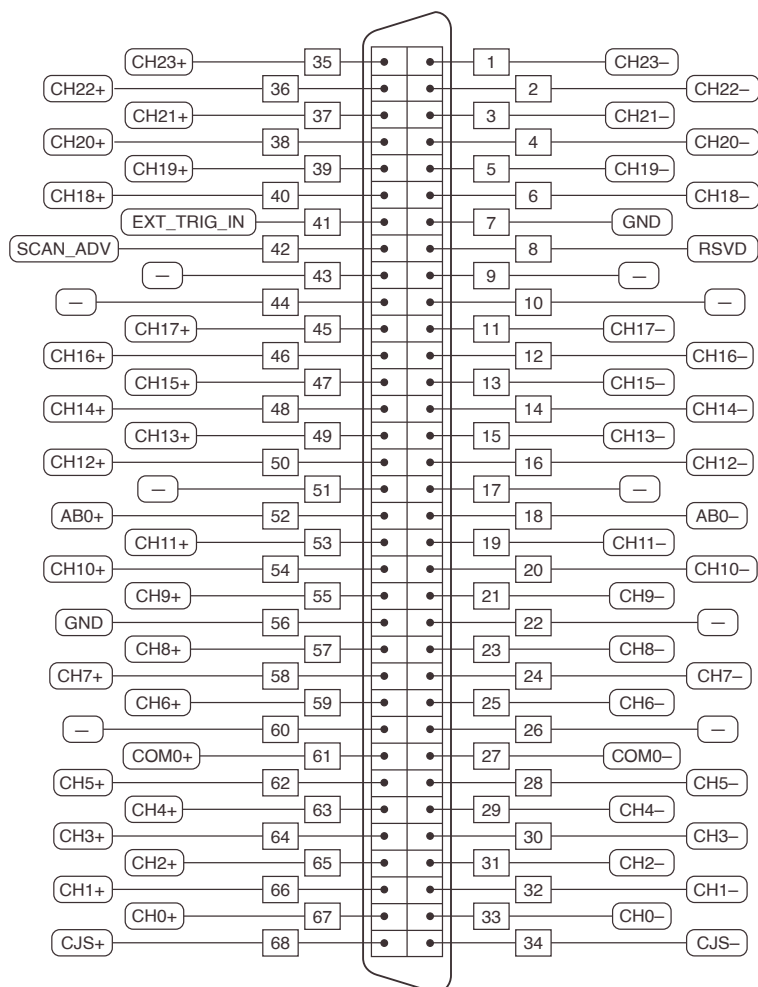 CH23+ 35 1 CH23–
CH22+ 36 2 CH22–
CH21+ 37 3 CH21–
CH20+ 38 4 CH20–
CH19+ 39 5 CH19–
CH18+ 40 6 CH18–
EXT_TRIG_IN 41 7 GND
SCAN_ADV 42 8 RSVD
— 43 9 —
— 44 10 —
CH17+ 45 11 CH17–
CH16+ 46 12 CH16–
CH15+ 47 13 CH15–
CH14+ 48 14 CH14–
CH13+ 49 15 CH13–
CH12+ 50 16 CH12–
— 51 17 —
AB0+ 52 18 AB0–
CH11+ 53 19 CH11–
CH10+ 54 20 CH10–
CH9+ 55 21 CH9–
GND 56 22 —
CH8+ 57 23 CH8–
CH7+ 58 24 CH7–
CH6+ 59 25 CH6–
— 60 26 —
COM0+ 61 27 COM0–
CH5+ 62 28 CH5–
CH4+ 63 29 CH4–
CH3+ 64 30 CH3–
CH2+ 65 31 CH2–
CH1+ 66 32 CH1–
CH0+ 67 33 CH0–
CJS+ 68 34 CJS–